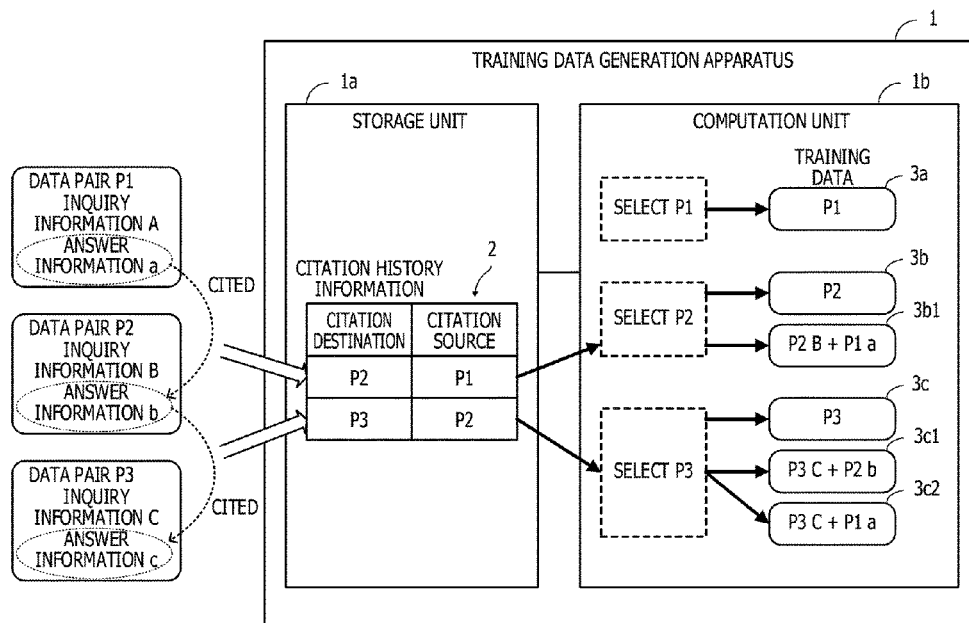 1
TRAINING DATA GENERATION APPARATUS
1a
STORAGE UNIT
1b
COMPUTATION UNIT
DATA PAIR P1
INQUIRY
INFORMATION A
ANSWER
INFORMATION a
CITED
DATA PAIR P2
INQUIRY
INFORMATION B
ANSWER
INFORMATION b
CITED
DATA PAIR P3
INQUIRY
INFORMATION C
ANSWER
INFORMATION c
CITATION HISTORY
INFORMATION
2
CITATION
DESTINATION
CITATION
SOURCE
P2
P1
P3
P2
TRAINING
DATA
3a
SELECT P1
P1
3b
P2
SELECT P2
3b1
P2 B + P1 a
3c
P3
SELECT P3
3c1
P3 C + P2 b
3c2
P3 C + P1 a